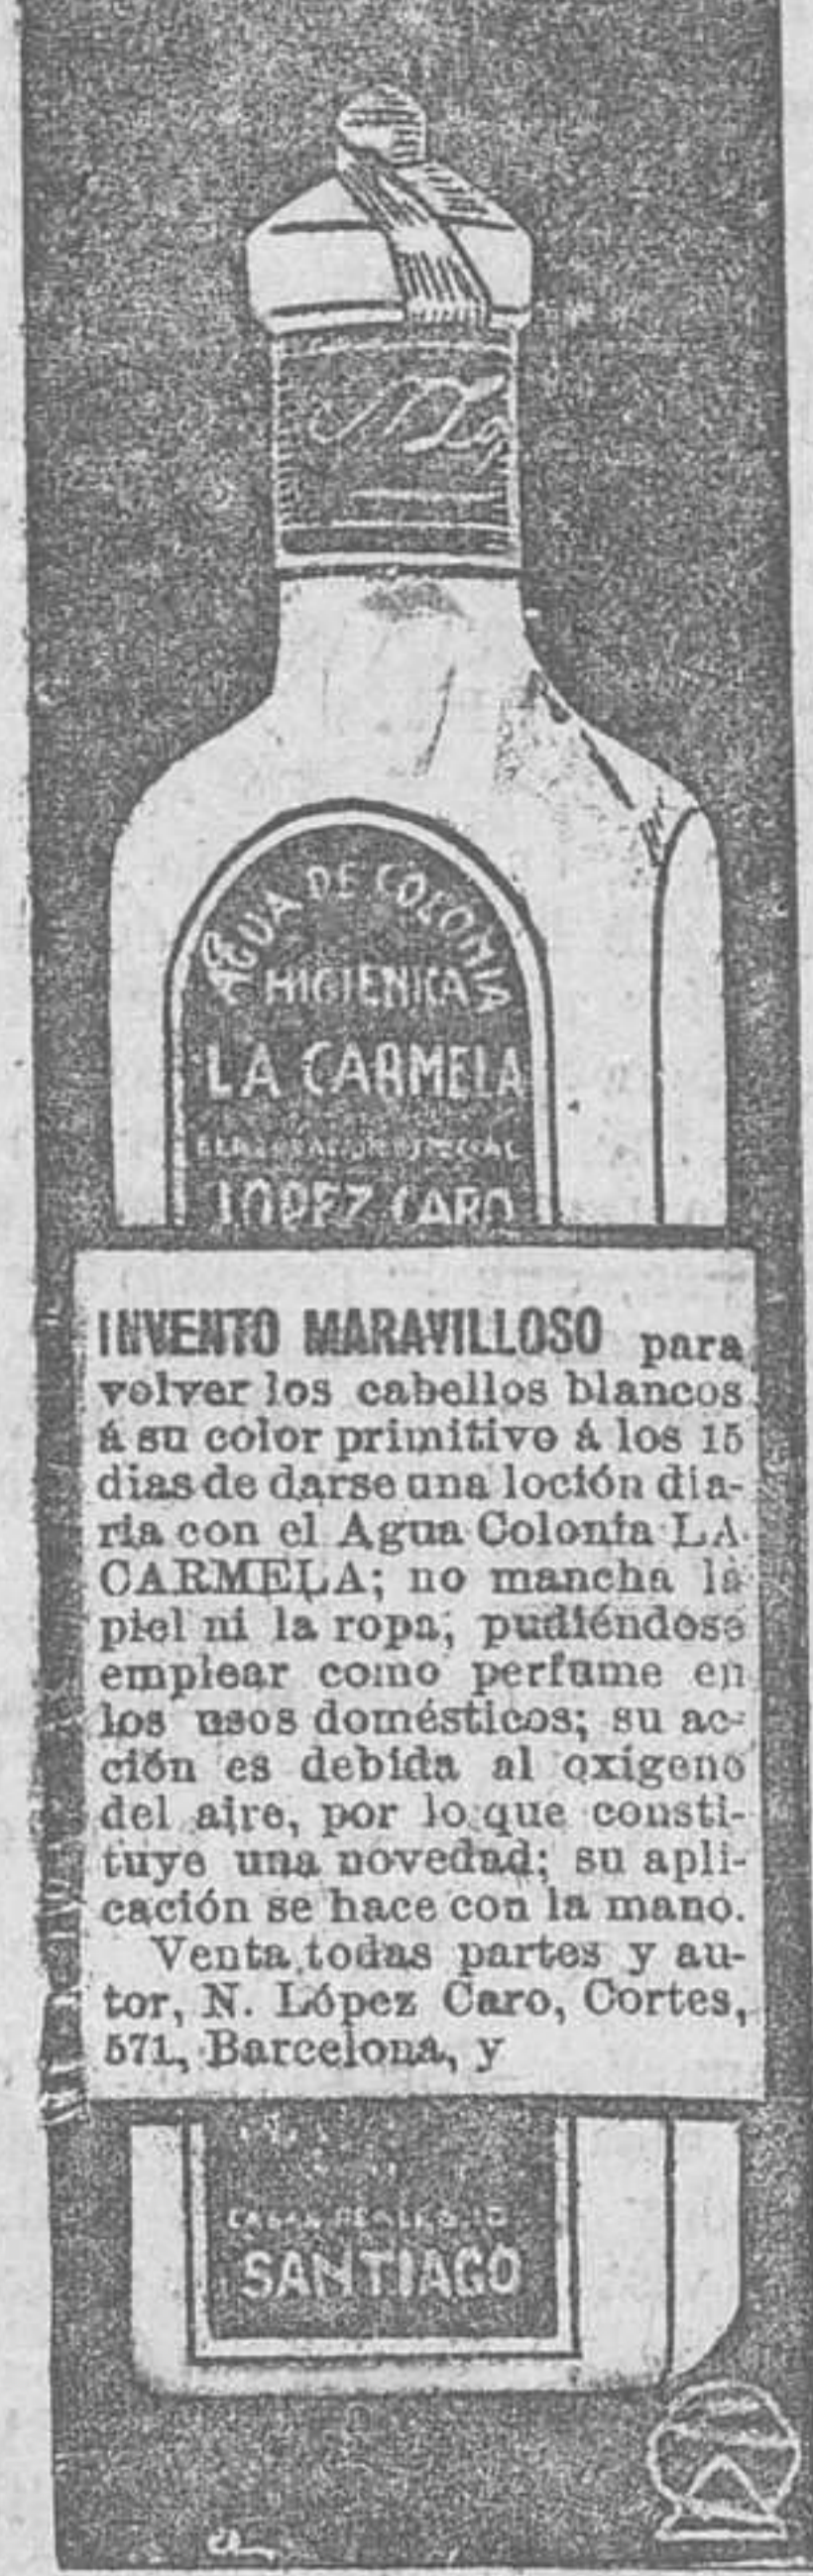 AGUA DE COLONIA
HIGIENICA
LA CARMELA
LOPEZ CARO
INVENTO MARAVILLOSO para
volver los cabellos blancos
á su color primitivo á los 15
dias de darse una loción dia-
ria con el Agua Colonia LA
CARMELA; no mancha la
piel ni la ropa, pudiéndose
emplear como perfume en
los usos domésticos; su ac-
ción es debida al oxigeno
del aire, por lo que consti-
tuye una novedad; su apli-
cación se hace con la mano.
Venta todas partes y au-
tor, N. López Caro, Cortes,
571, Barcelona, y
SANTIAGO